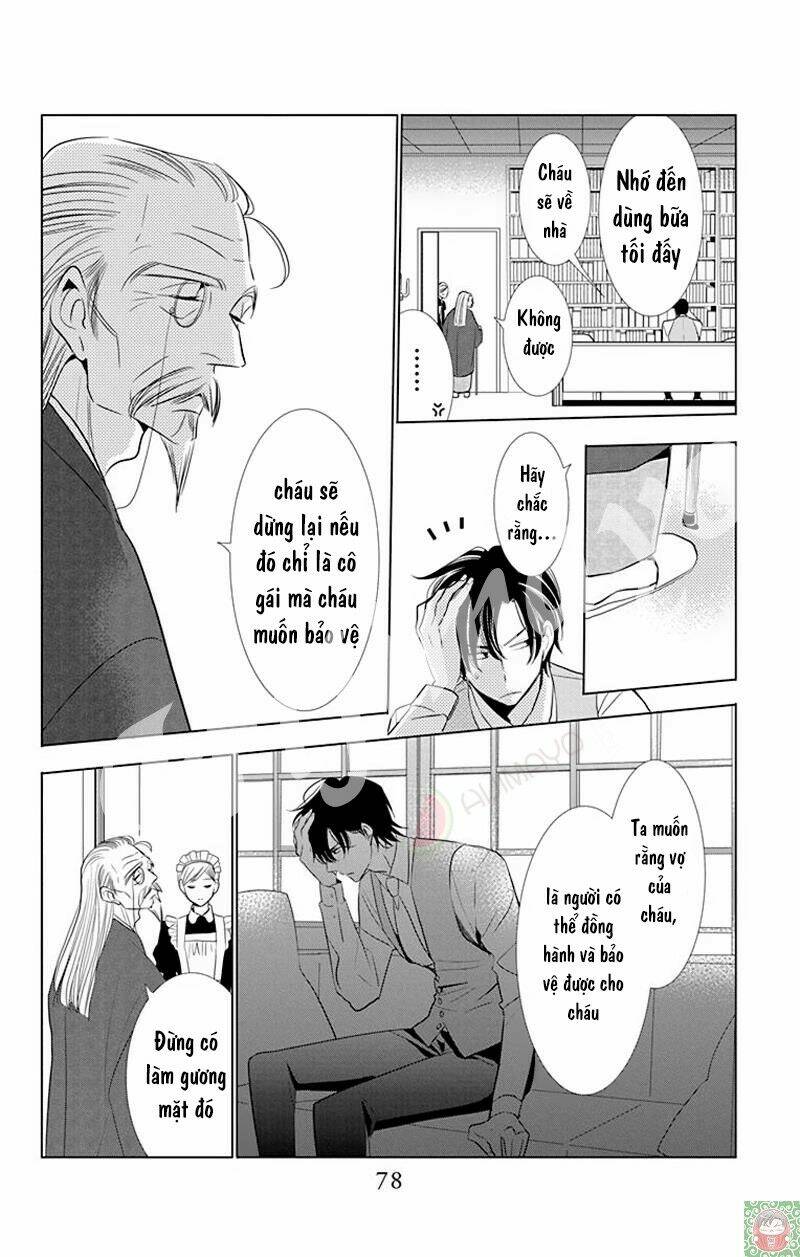 Nhớ đến
dùng bữa
tối đấy
Cháu
sẽ về
nhà
Không
được
......
Hãy
chắc
rằng...
cháu sẽ
dừng lại nếu
đó chỉ là cô
gái mà cháu
muốn bảo vệ
Ta muốn
rằng vợ
của
cháu,
là người có
thể đồng
hành và bảo
vệ được cho
cháu
Đừng có
làm gương
mặt đó
AHMAYO
78